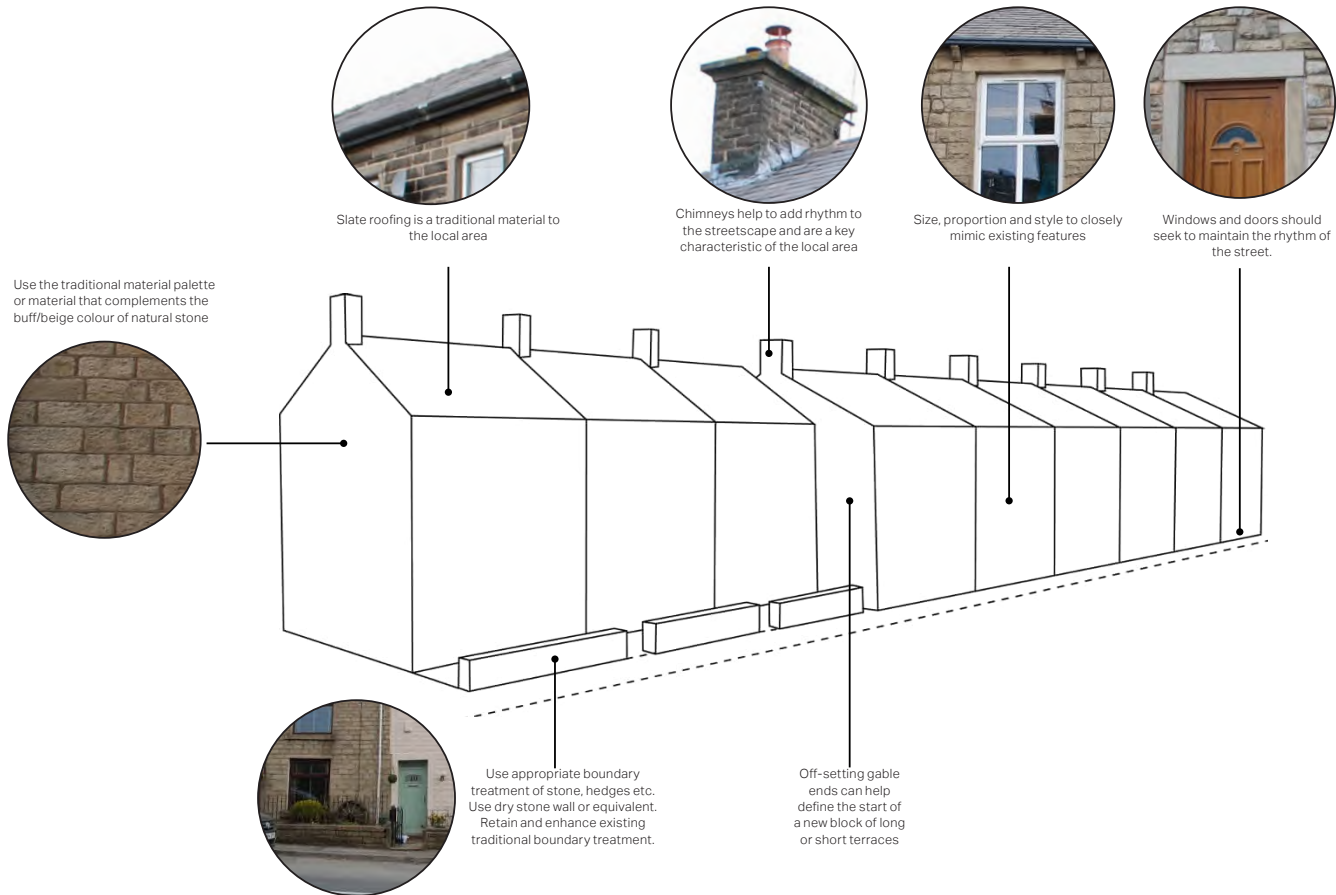 Slate roofing is a traditional material to
the local area
Chimneys help to add rhythm to
the streetscape and are a key
characteristic of the local area
Size, proportion and style to closely
mimic existing features
Windows and doors should
seek to maintain the rhythm of
the street.
Use the traditional material palette
or material that complements the
buff/beige colour of natural stone
Use appropriate boundary
treatment of stone, hedges etc.
Use dry stone wall or equivalent.
Retain and enhance existing
traditional boundary treatment.
Off-setting gable
ends can help
define the start of
a new block of long
or short terraces